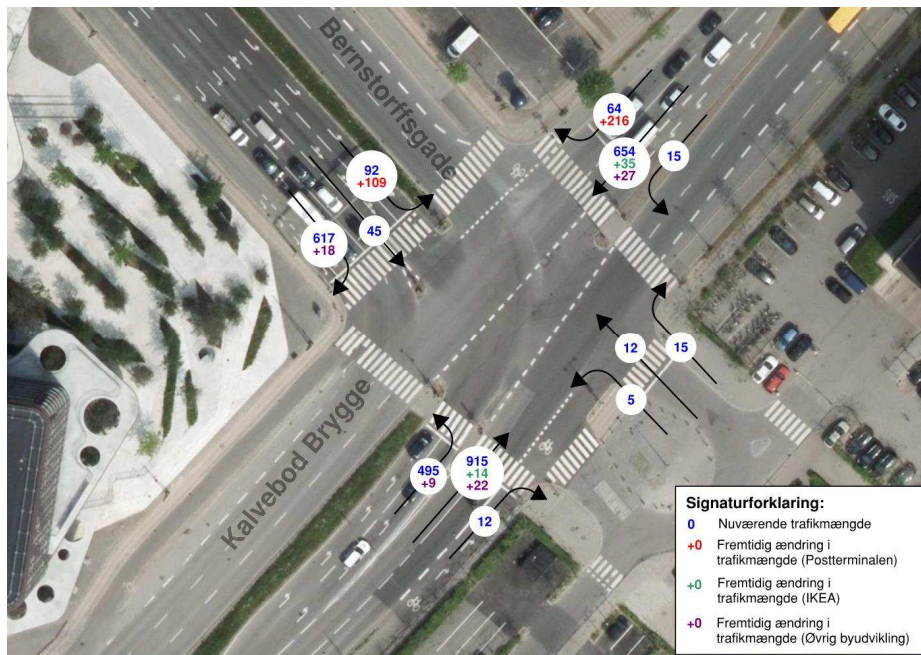 Bernstorffsgade
64
+216
654
+35
+27
15
92
+109
617
+18
45
12
15
5
495
+9
915
+14
+22
12
Kalvebod Brygge
Signaturforklaring:
0 Nuværende trafikmængde
+0 Fremtidig ændring i
trafikmængde (Postterminalen)
+0 Fremtidig ændring i
trafikmængde (IKEA)
+0 Fremtidig ændring i
trafikmængde (Øvrig byudvikling)